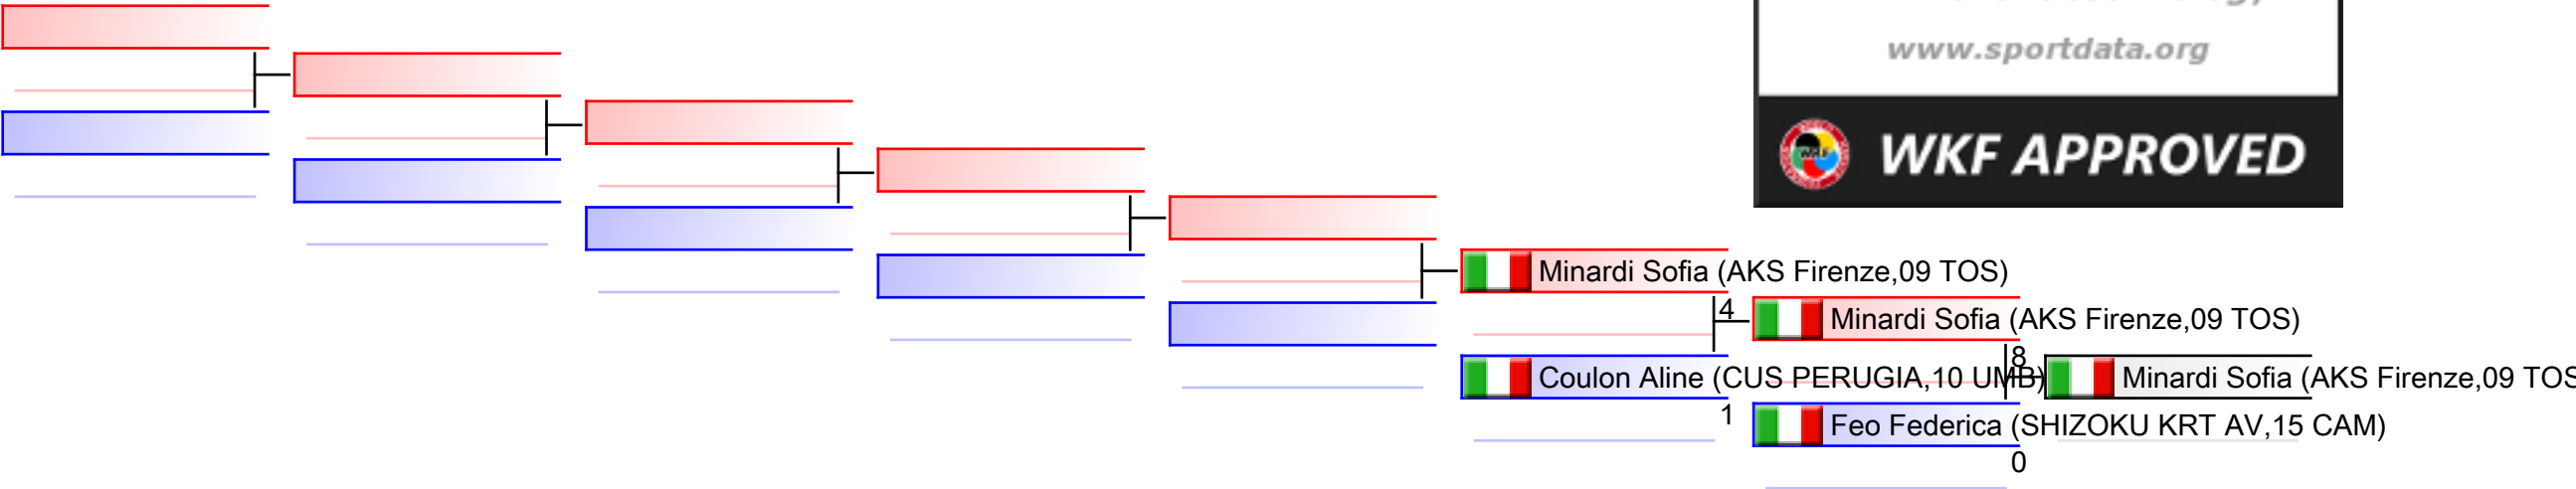 www.sportdata.org
WKF APPROVED
Minardi Sofia (AKS Firenze,09 TOS)
4
Minardi Sofia (AKS Firenze,09 TOS)
8
Coulon Aline (CUS PERUGIA,10 UMB)
Minardi Sofia (AKS Firenze,09 TOS
1
Feo Federica (SHIZOKU KRT AV,15 CAM)
0